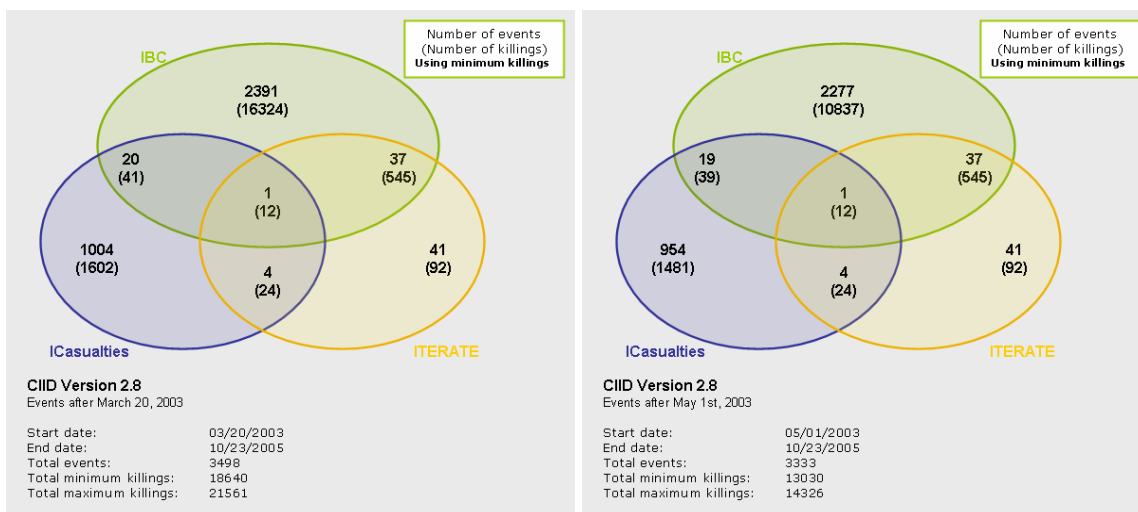 Number of events
(Number of killings)
Using minimum killings
IBC
2391
(16324)
20
(41)
37
(545)
1
(12)
1004
(1602)
41
(92)
4
(24)
ICasualties
ITERATE
CIID Version 2.8
Events after March 20, 2003
Start date: 03/20/2003
End date: 10/23/2005
Total events: 3498
Total minimum killings: 18640
Total maximum killings: 21561
Number of events
(Number of killings)
Using minimum killings
IBC
2277
(10837)
19
(39)
37
(545)
1
(12)
954
(1481)
41
(92)
4
(24)
ICasualties
ITERATE
CIID Version 2.8
Events after May 1st, 2003
Start date: 05/01/2003
End date: 10/23/2005
Total events: 3333
Total minimum killings: 13030
Total maximum killings: 14326